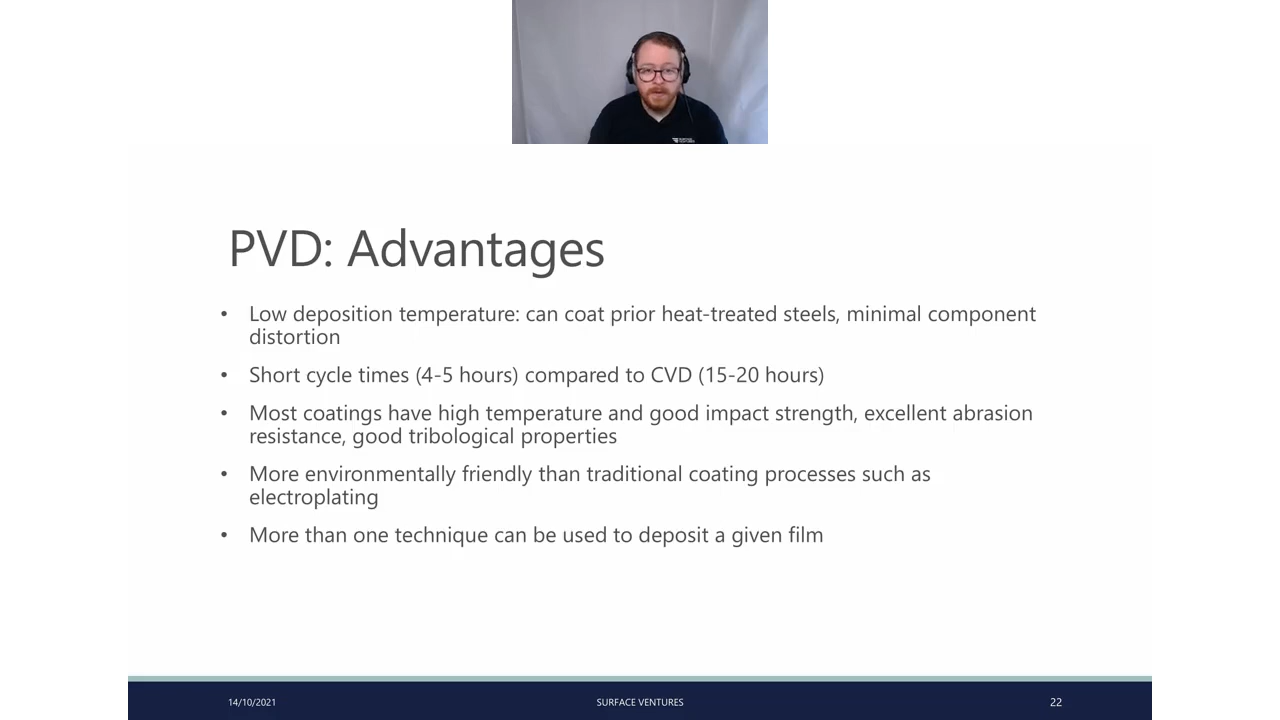 PVD: Advantages
• Low deposition temperature: can coat prior heat-treated steels, minimal component
distortion
• Short cycle times (4-5 hours) compared to CVD (15-20 hours)
• Most coatings have high temperature and good impact strength, excellent abrasion
resistance, good tribological properties
• More environmentally friendly than traditional coating processes such as
electroplating
• More than one technique can be used to deposit a given film
14/10/2021
SURFACE VENTURES
22